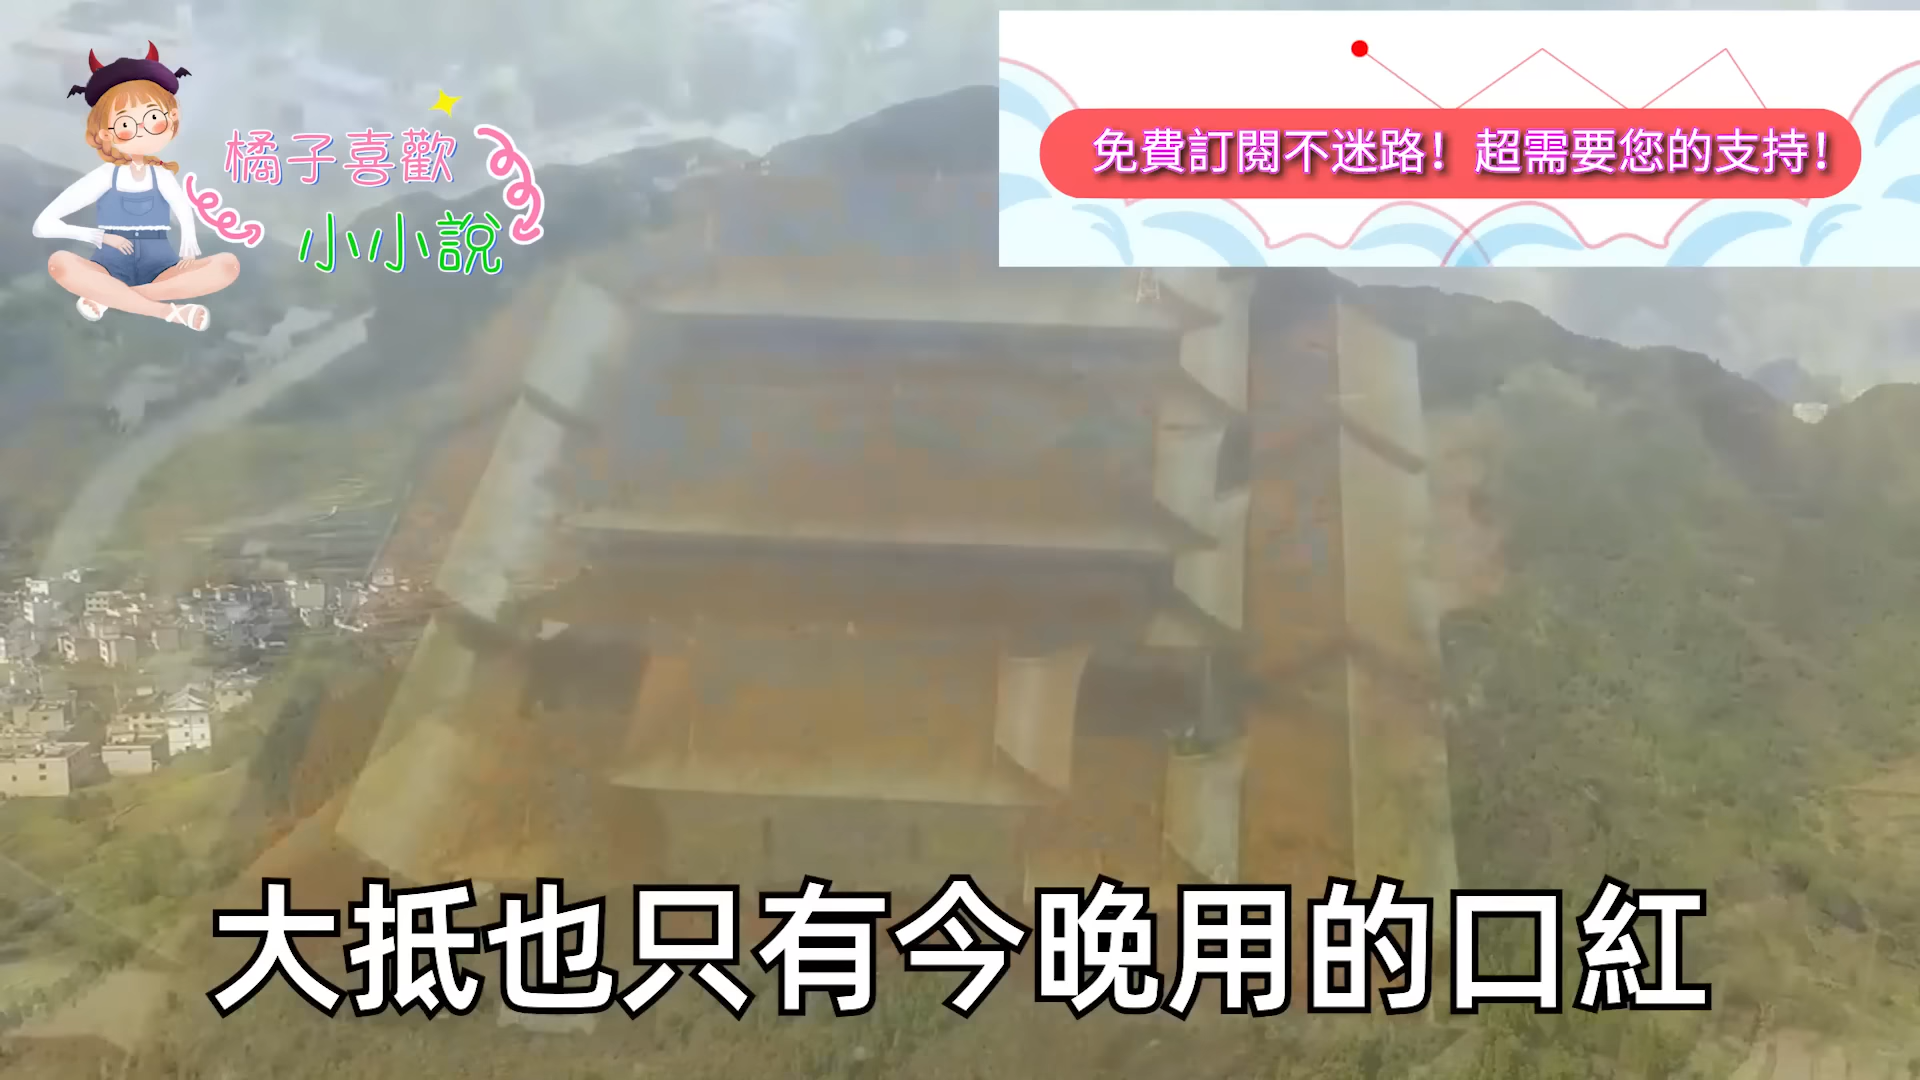 橘子喜歡
小小說
免費訂閱不迷路！超需要您的支持！
大抵也只有今晚用的口紅